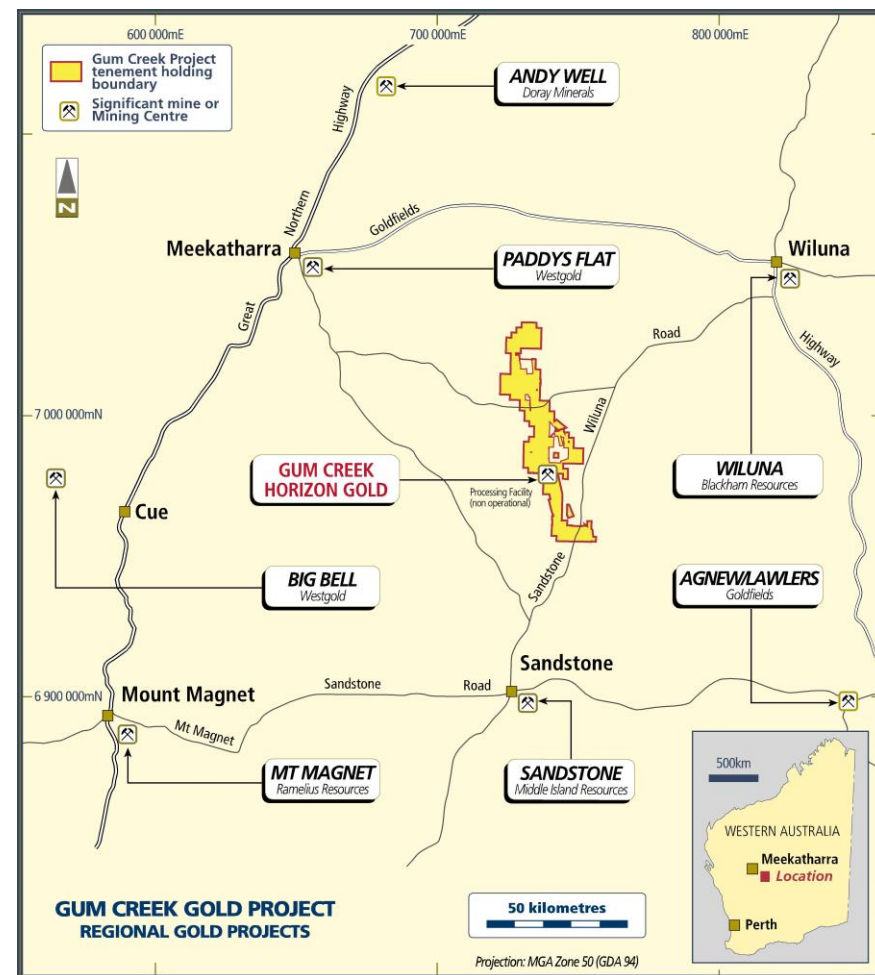 600 000mE
700 000mE
800 000mE
Gum Creek Project
tenement holding
boundary
Significant mine or
Mining Centre
Highway
ANDY WELL
Doray Minerals
N
Northern
Goldfields
Meekatharra
PADDYS FLAT
Westgold
Wiluna
Great
Road
Highway
7 000 000mN
Wiluna
GUM CREEK
HORIZON GOLD
Processing Facility
(non operational)
WILUNA
Blackham Resources
Cue
BIG BELL
Westgold
Sandstone
AGNEW/LAWLERS
Goldfields
6 900 000mN
Mount Magnet
Sandstone
Road
Sandstone
Mt Magnet
MT MAGNET
Ramelius Resources
SANDSTONE
Middle Island Resources
500km
WESTERN AUSTRALIA
Meekatharra
Location
Perth
GUM CREEK GOLD PROJECT
REGIONAL GOLD PROJECTS
50 kilometres
Projection: MGA Zone 50 (GDA 94)